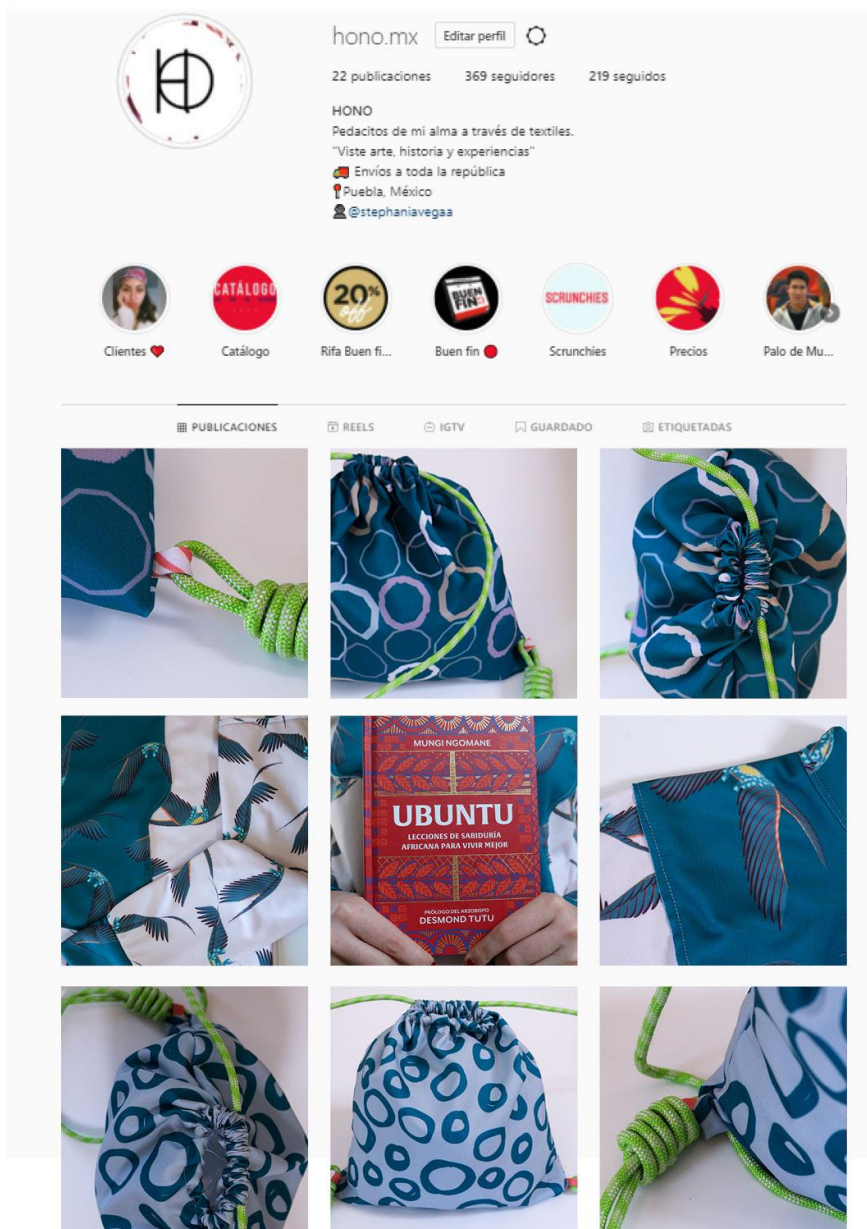 hono.mx Editar perfil
22 publicaciones 369 seguidores 219 seguidos
HONO
Pedacitos de mi alma a través de textiles.
"Viste arte, historia y experiencias"
Envíos a toda la república
Puebla, México
@stephaniavegaa
CATÁLOGO
20%
off
BUEN
FIN
SCRUNCHIES
Clientes Catálogo Rifa Buen fi... Buen fin Scrunchies Precios Palo de Mu...
PUBLICACIONES REELS IGTV GUARDADO ETIQUETADAS
MUNGI NGOMANE
UBUNTU
LECCIONES DE SABIDURÍA
AFRICANA PARA VIVIR MEJOR
PRÓLOGO DEL ARZOBISPO
DESMOND TUTU